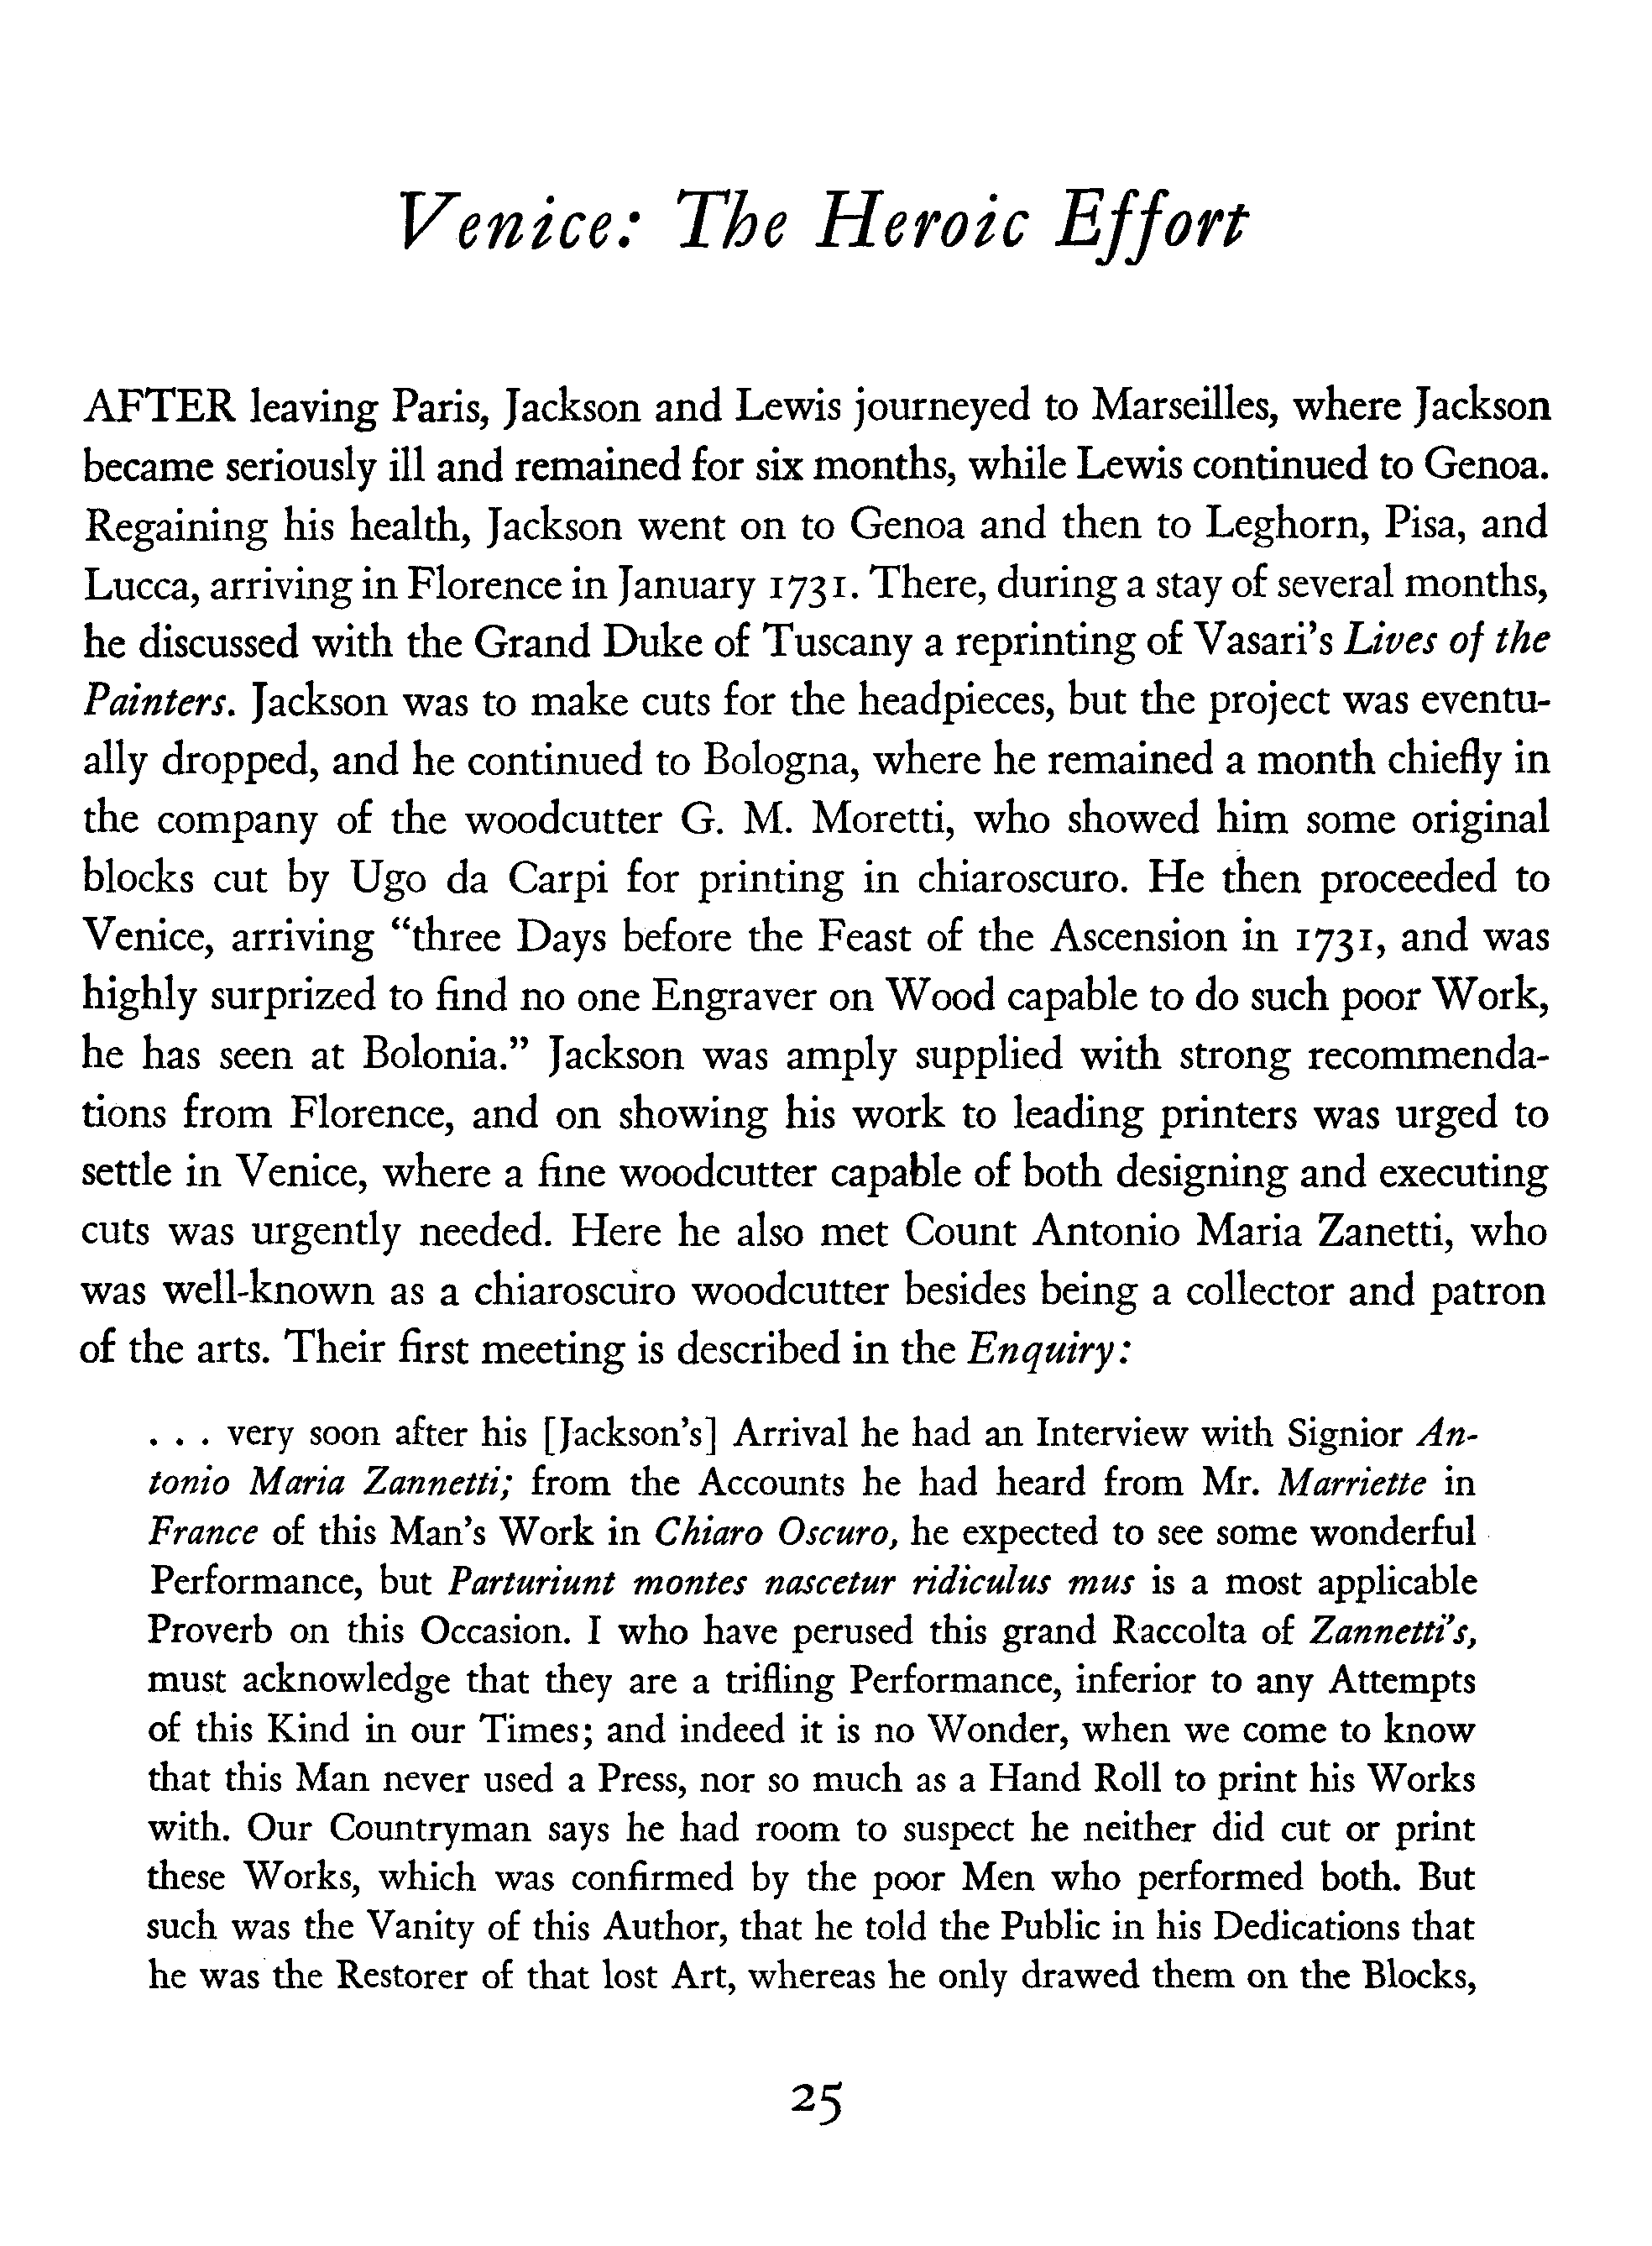 Venice: The Heroic Effort
AFTER leaving Paris, Jackson and Lewis journeyed to Marseilles, where Jackson
became seriously ill and remained for six months, while Lewis continued to Genoa.
Regaining his health, Jackson went on to Genoa and then to Leghorn, Pisa, and
Lucca, arriving in Florence in January 1731. There, during a stay of several months,
he discussed with the Grand Duke of Tuscany a reprinting of Vasari's Lives of the
Painters. Jackson was to make cuts for the headpieces, but the project was eventu-
ally dropped, and he continued to Bologna, where he remained a month chiefly in
the company of the woodcutter G. M. Moretti, who showed him some original
blocks cut by Ugo da Carpi for printing in chiaroscuro. He then proceeded to
Venice, arriving “three Days before the Feast of the Ascension in 1731, and was
highly surprized to find no one Engraver on Wood capable to do such poor Work,
he has seen at Bolonia.” Jackson was amply supplied with strong recommenda-
tions from Florence, and on showing his work to leading printers was urged to
settle in Venice, where a fine woodcutter capable of both designing and executing
cuts was urgently needed. Here he also met Count Antonio Maria Zanetti, who
was well-known as a chiaroscuro woodcutter besides being a collector and patron
of the arts. Their first meeting is described in the Enquiry:
. . . very soon after his [Jackson's] Arrival he had an Interview with Signior An-
tonio Maria Zannetti; from the Accounts he had heard from Mr. Marriette in
France of this Man's Work in Chiaro Oscuro, he expected to see some wonderful
Performance, but Parturiunt montes nascetur ridiculus mus is a most applicable
Proverb on this Occasion. I who have perused this grand Raccolta of Zannetti's,
must acknowledge that they are a trifling Performance, inferior to any Attempts
of this Kind in our Times; and indeed it is no Wonder, when we come to know
that this Man never used a Press, nor so much as a Hand Roll to print his Works
with. Our Countryman says he had room to suspect he neither did cut or print
these Works, which was confirmed by the poor Men who performed both. But
such was the Vanity of this Author, that he told the Public in his Dedications that
he was the Restorer of that lost Art, whereas he only drawed them on the Blocks,
25